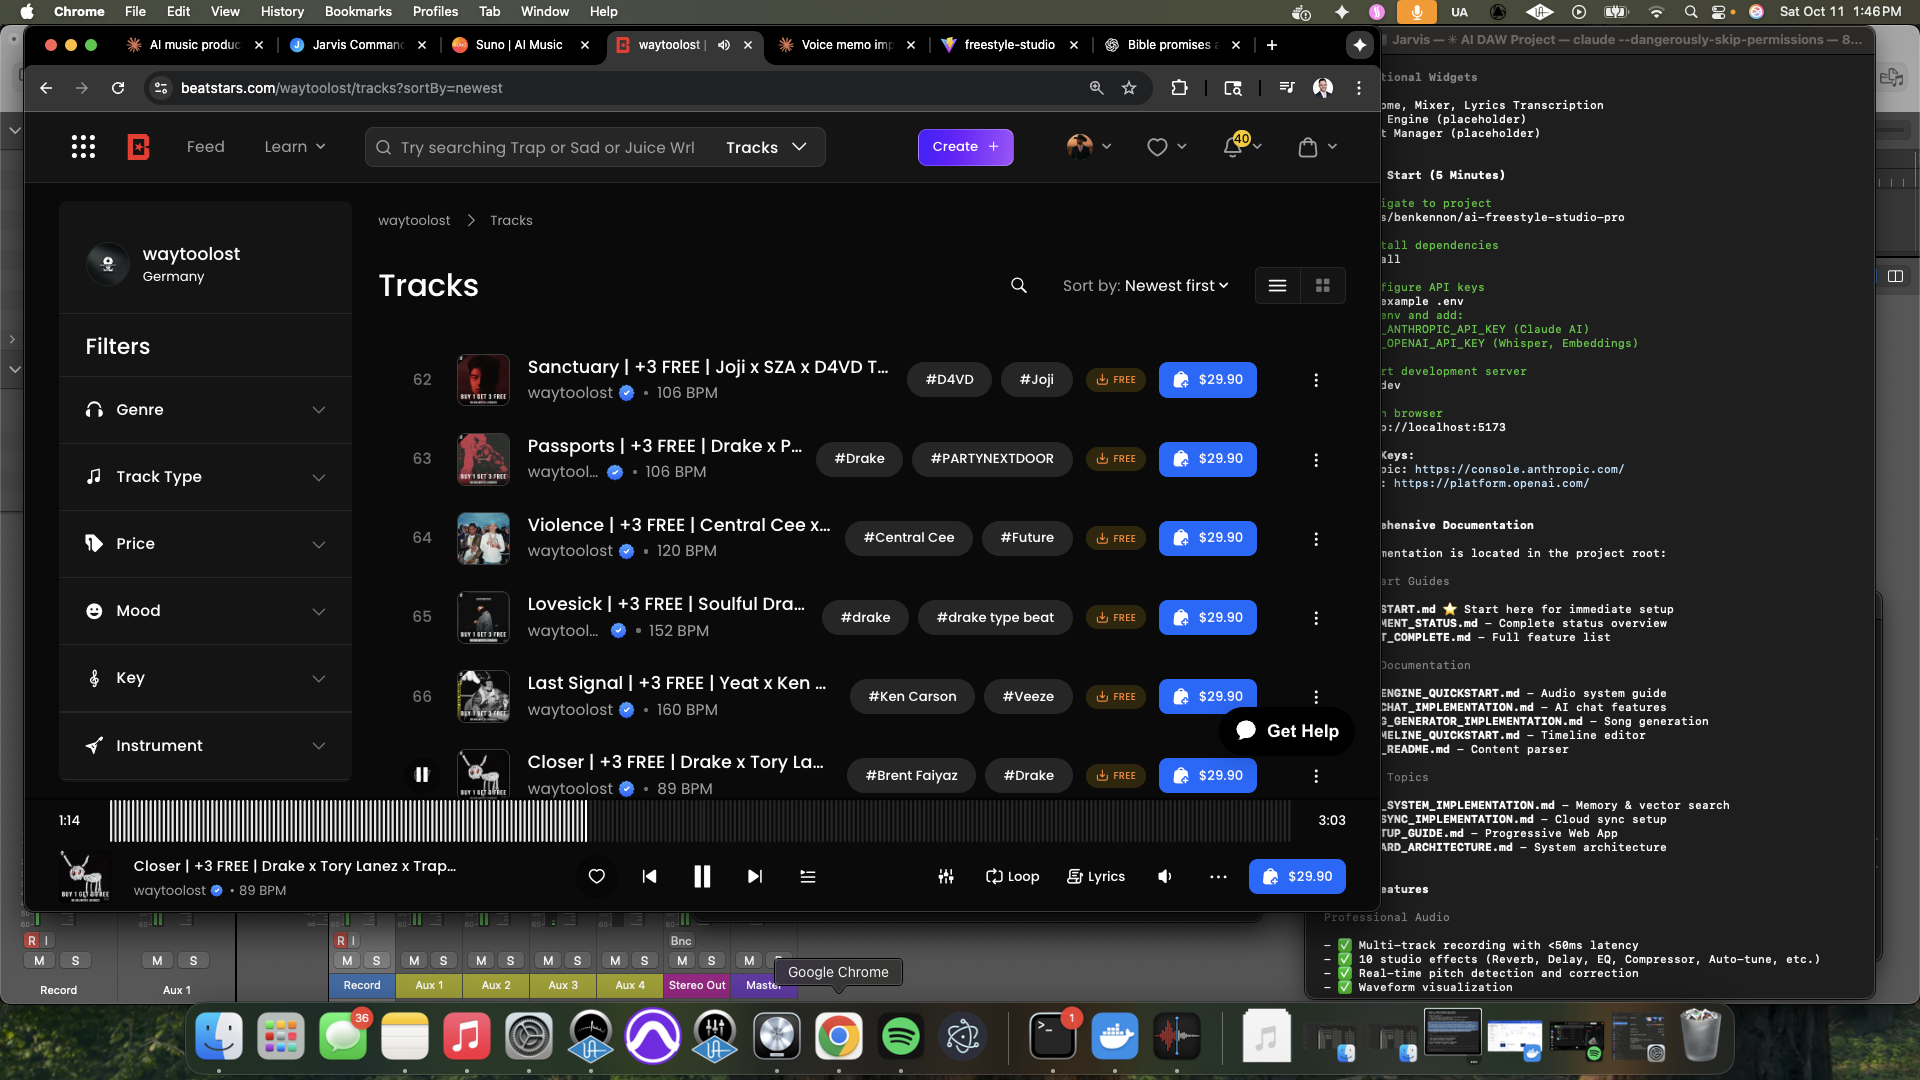 Chrome File Edit View History Bookmarks Profiles Tab Window Help
UA
Sat Oct 11 1:46 PM
AI music produc
Jarvis Comman
Suno | AI Music
waytoolost |
Voice memo imp
freestyle-studio
Bible promises a
beatstars.com/waytoolost/tracks?sortBy=newest
Feed
Learn
Try searching Trap or Sad or Juice Wrl
Tracks
Create +
40
waytoolost
Germany
Filters
Genre
Track Type
Price
Mood
Key
Instrument
waytoolost > Tracks
Tracks
Sort by: Newest first
62
Sanctuary | +3 FREE | Joji x SZA x D4VD T...
waytoolost • 106 BPM
#D4VD
#Joji
FREE
$29.90
63
Passports | +3 FREE | Drake x P...
waytool... • 106 BPM
#Drake
#PARTYNEXTDOOR
FREE
$29.90
64
Violence | +3 FREE | Central Cee x...
waytoolost • 120 BPM
#Central Cee
#Future
FREE
$29.90
65
Lovesick | +3 FREE | Soulful Dra...
waytool... • 152 BPM
#drake
#drake type beat
FREE
$29.90
66
Last Signal | +3 FREE | Yeat x Ken ...
waytoolost • 160 BPM
#Ken Carson
#Veeze
FREE
$29.90
Get Help
Closer | +3 FREE | Drake x Tory La...
waytoolost • 89 BPM
#Brent Faiyaz
#Drake
FREE
$29.90
1:14
3:03
Closer | +3 FREE | Drake x Tory Lanez x Trap...
waytoolost • 89 BPM
Loop
Lyrics
$29.90
Jarvis — ✳ AI DAW Project — claude --dangerously-skip-permissions — 8...
tional Widgets
ome, Mixer, Lyrics Transcription
Engine (placeholder)
t Manager (placeholder)
Start (5 Minutes)
igate to project
s/benkennon/ai-freestyle-studio-pro
tall dependencies
all
figure API keys
example .env
env and add:
_ANTHROPIC_API_KEY (Claude AI)
_OPENAI_API_KEY (Whisper, Embeddings)
rt development server
dev
n browser
p://localhost:5173
Keys:
pic: https://console.anthropic.com/
: https://platform.openai.com/
ehensive Documentation
mentation is located in the project root:
art Guides
START.md ⭐ Start here for immediate setup
MENT_STATUS.md – Complete status overview
T_COMPLETE.md – Full feature list
Documentation
ENGINE_QUICKSTART.md – Audio system guide
CHAT_IMPLEMENTATION.md – AI chat features
G_GENERATOR_IMPLEMENTATION.md – Song generation
MELINE_QUICKSTART.md – Timeline editor
_README.md – Content parser
Topics
_SYSTEM_IMPLEMENTATION.md – Memory & vector search
SYNC_IMPLEMENTATION.md – Cloud sync setup
TUP_GUIDE.md – Progressive Web App
ARD_ARCHITECTURE.md – System architecture
eatures
Professional Audio
– ✅ Multi-track recording with <50ms latency
– ✅ 10 studio effects (Reverb, Delay, EQ, Compressor, Auto-tune, etc.)
– ✅ Real-time pitch detection and correction
– ✅ Waveform visualization
R I
R I
Bnc
M S M S M S M S M S M S M S M S M
Record
Aux 1
Record
Aux 1
Aux 2
Aux 3
Aux 4
Stereo Out
Master
Google Chrome
36
1